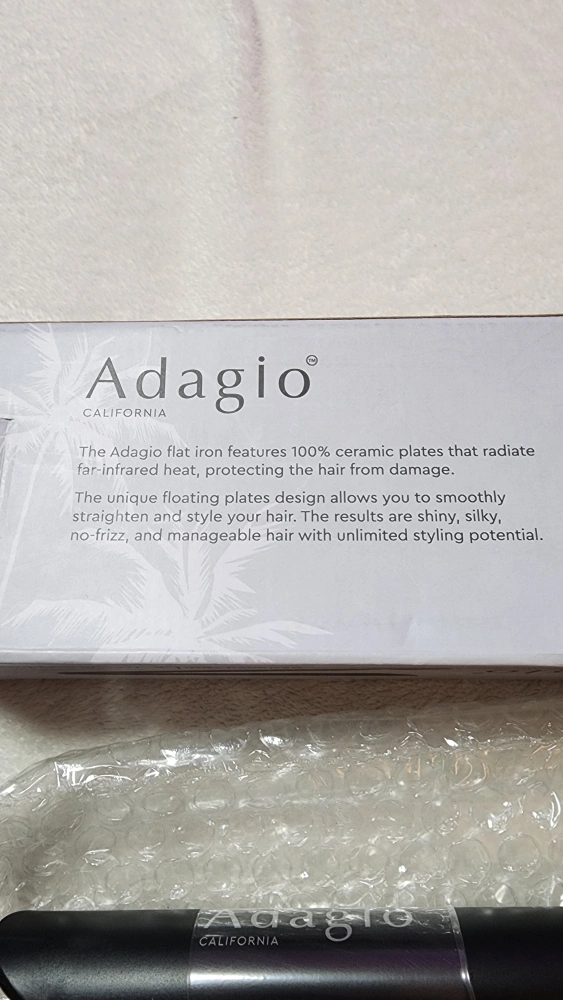 Adagio™
CALIFORNIA
The Adagio flat iron features 100% ceramic plates that radiate
far-infrared heat, protecting the hair from damage.
The unique floating plates design allows you to smoothly
straighten and style your hair. The results are shiny, silky,
no-frizz, and manageable hair with unlimited styling potential.
Adagio
CALIFORNIA